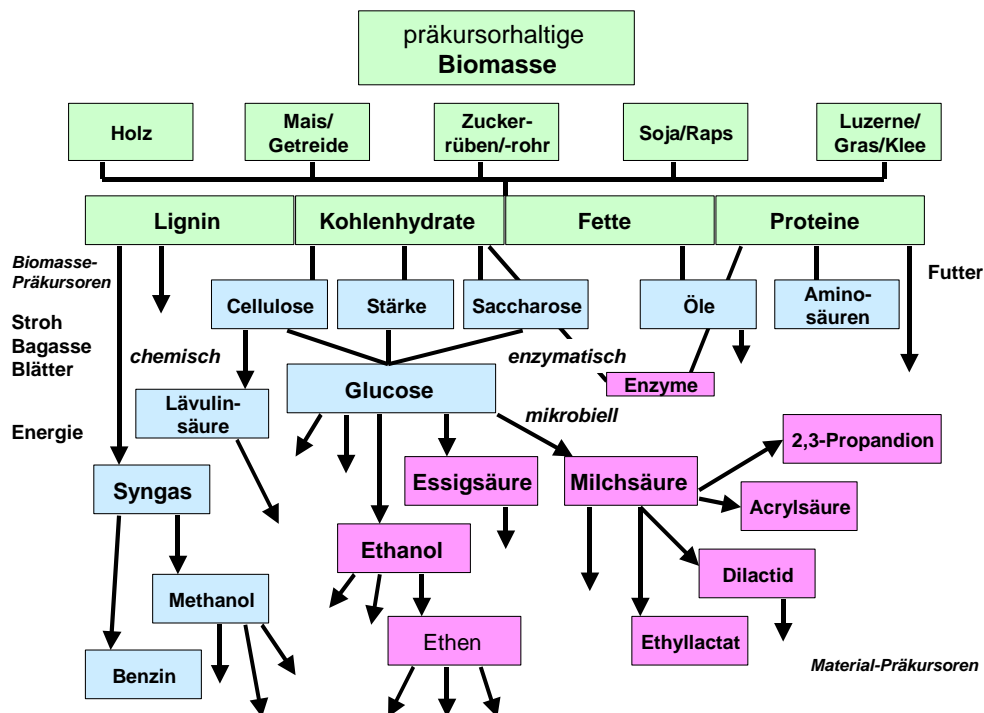 präkursorhaltige
Biomasse
Holz
Mais/
Getreide
Zucker-
rüben/-rohr
Soja/Raps
Luzerne/
Gras/Klee
Lignin
Kohlenhydrate
Fette
Proteine
Biomasse-
Präkursoren
Futter
Cellulose
Stärke
Saccharose
Öle
Amino-
säuren
Stroh
Bagasse
Blätter
chemisch
enzymatisch
Glucose
Enzyme
Lävulin-
säure
mikrobiell
Energie
2,3-Propandion
Syngas
Essigsäure
Milchsäure
Acrylsäure
Ethanol
Dilactid
Methanol
Ethen
Ethyllactat
Benzin
Material-Präkursoren